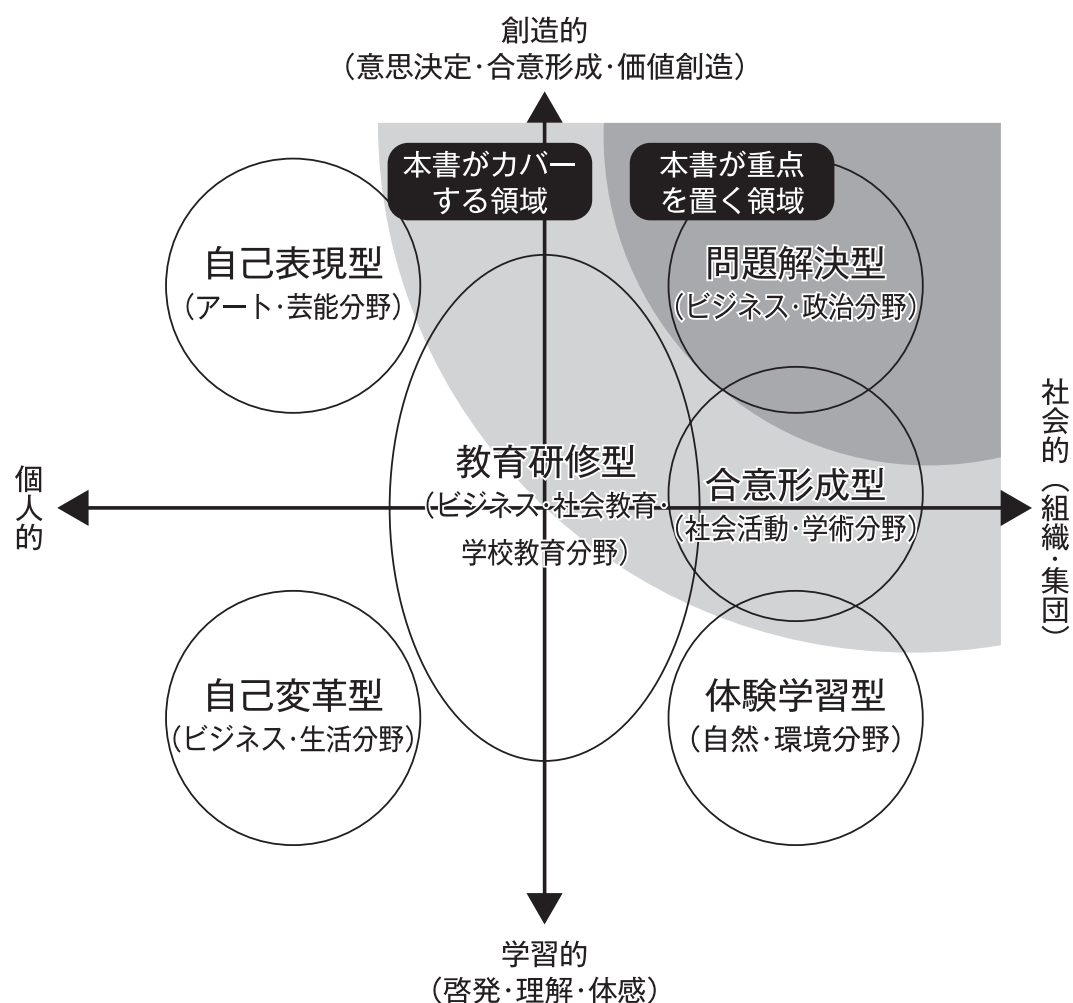 創造的
（意思決定・合意形成・価値創造）
本書がカバー
する領域
本書が重点
を置く領域
自己表現型
（アート・芸能分野）
問題解決型
（ビジネス・政治分野）
個人的
教育研修型
（ビジネス・社会教育・
学校教育分野）
合意形成型
（社会活動・学術分野）
社会的（組織・集団）
自己変革型
（ビジネス・生活分野）
体験学習型
（自然・環境分野）
学習的
（啓発・理解・体感）